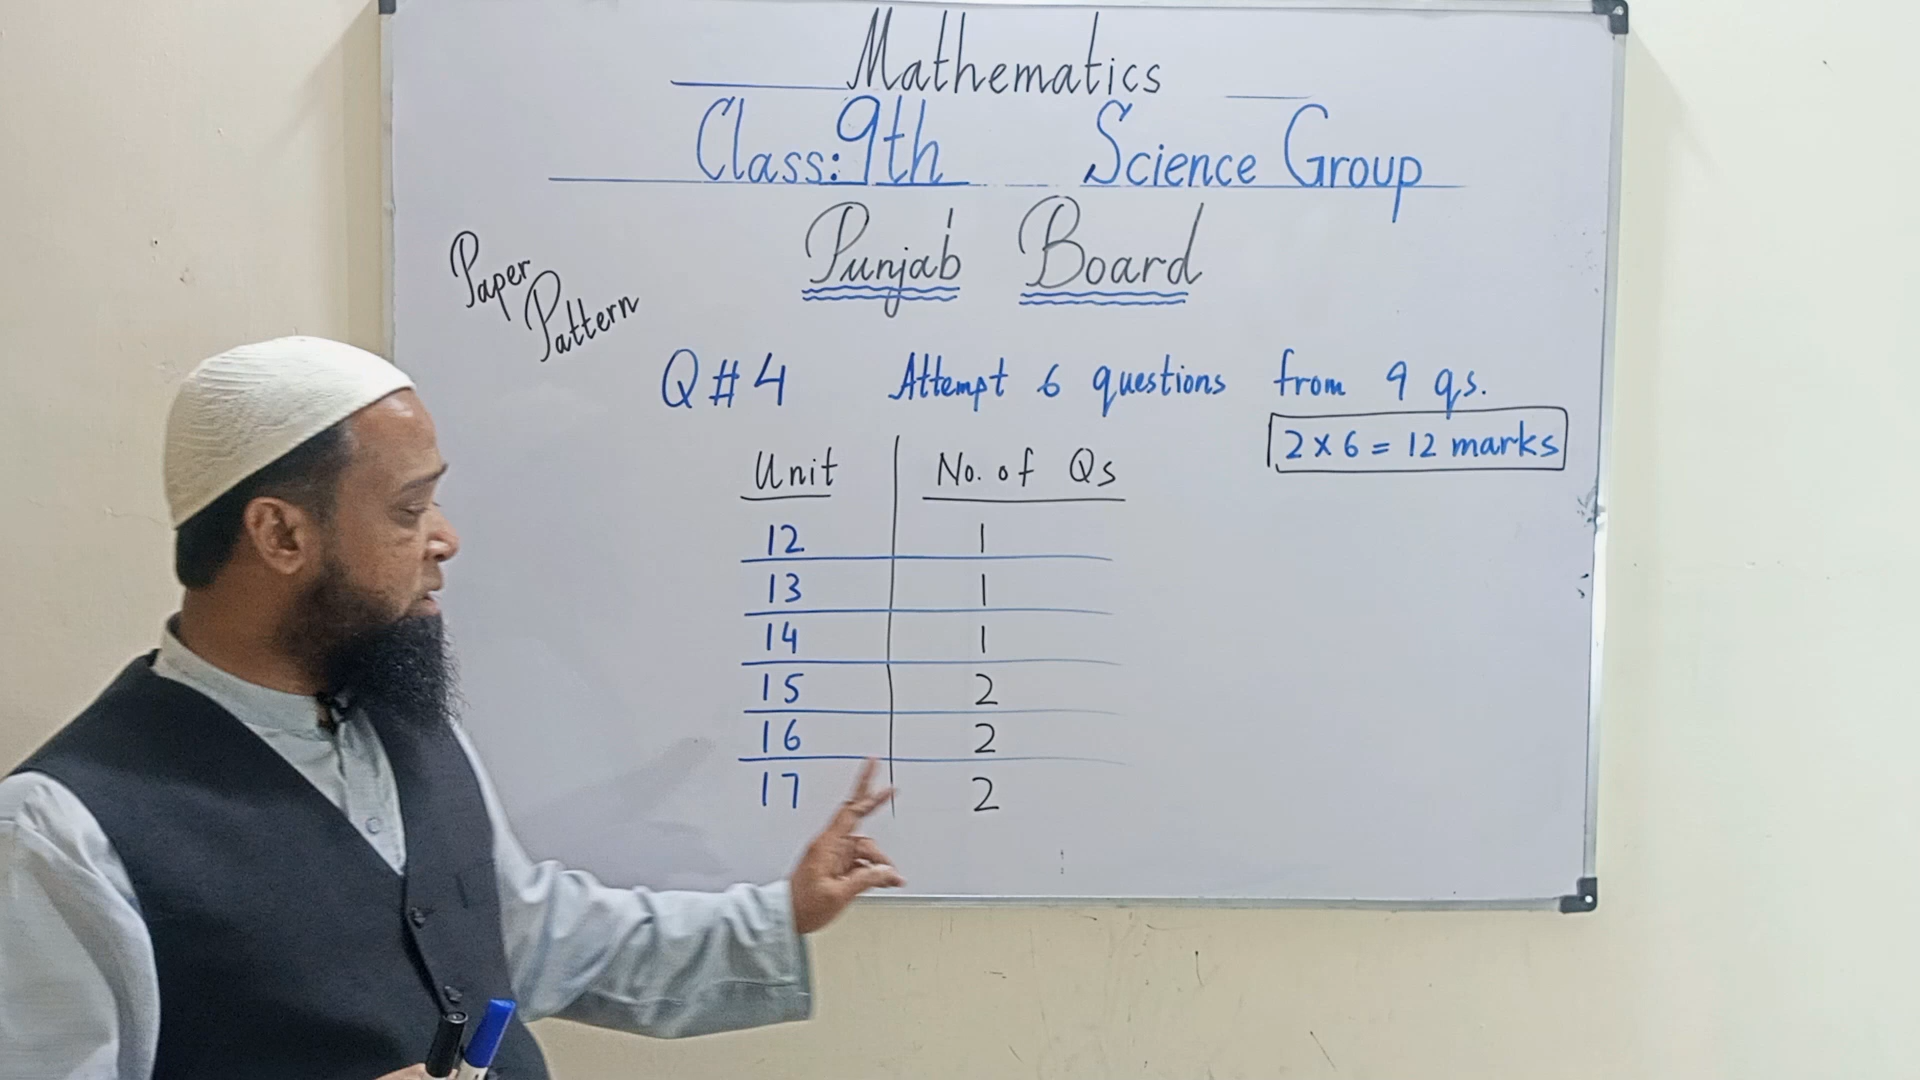 Mathematics
Class: 9th Science Group
Punjab Board
Paper
Pattern
Q#4 Attempt 6 questions from 9 qs.
2 x 6 = 12 marks
Unit No. of Qs
12 1
13 1
14 1
15 2
16 2
17 2